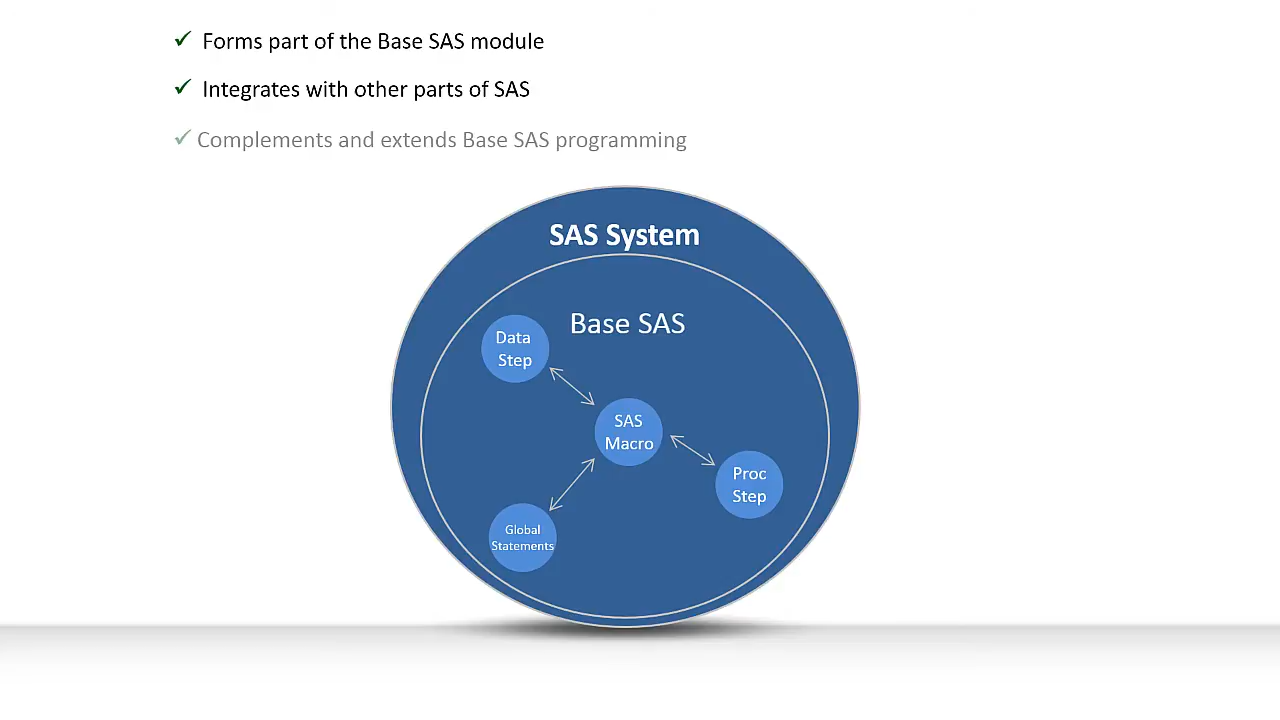 Forms part of the Base SAS module
Integrates with other parts of SAS
Complements and extends Base SAS programming
SAS System
Base SAS
Data
Step
SAS
Macro
Proc
Step
Global
Statements